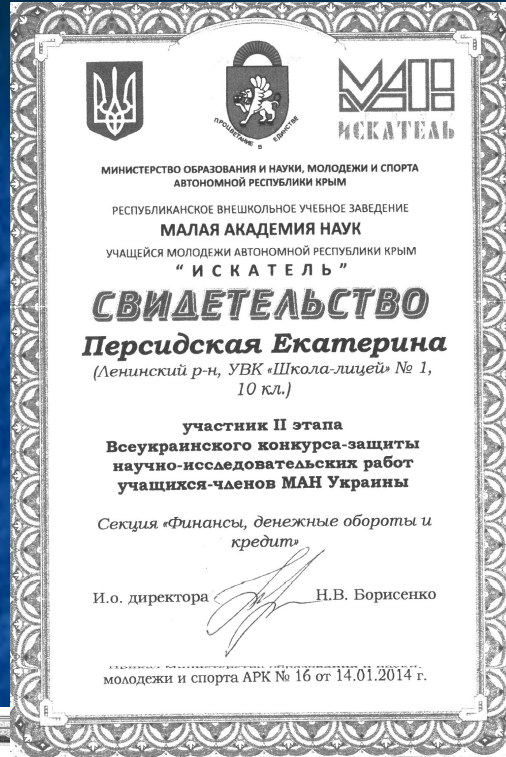 ПРОЦВЕТАНИЕ В ЕДИНСТВЕ
МАН
ИСКАТЕЛЬ
МИНИСТЕРСТВО ОБРАЗОВАНИЯ И НАУКИ, МОЛОДЕЖИ И СПОРТА
АВТОНОМНОЙ РЕСПУБЛИКИ КРЫМ
РЕСПУБЛИКАНСКОЕ ВНЕШКОЛЬНОЕ УЧЕБНОЕ ЗАВЕДЕНИЕ
МАЛАЯ АКАДЕМИЯ НАУК
УЧАЩЕЙСЯ МОЛОДЕЖИ АВТОНОМНОЙ РЕСПУБЛИКИ КРЫМ
"ИСКАТЕЛЬ"
СВИДЕТЕЛЬСТВО
Персидская Екатерина
(Ленинский р-н, УВК «Школа-лицей» № 1,
10 кл.)
участник II этапа
Всеукраинского конкурса-защиты
научно-исследовательских работ
учащихся-членов МАН Украины
Секция «Финансы, денежные обороты и
кредит»
И.о. директора Н.В. Борисенко
молодежи и спорта АРК № 16 от 14.01.2014 г.